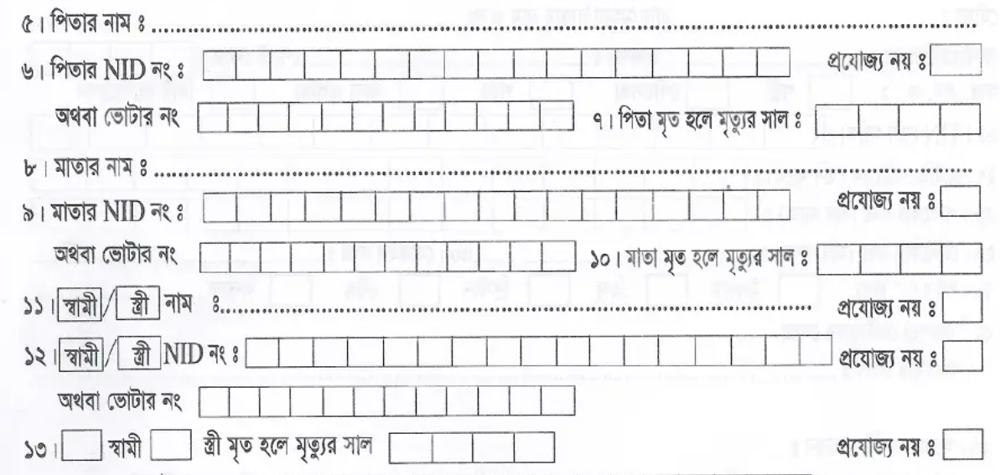 ৫। পিতার নাম ঃ ........................................................................
৬। পিতার NID নং ঃ প্রযোজ্য নয় ঃ
অথবা ভোটার নং ৭। পিতা মৃত হলে মৃত্যুর সাল ঃ
৮। মাতার নাম ঃ ........................................................................
৯। মাতার NID নং ঃ প্রযোজ্য নয় ঃ
অথবা ভোটার নং ১০। মাতা মৃত হলে মৃত্যুর সাল ঃ
১১। স্বামী / স্ত্রী নাম ঃ........................................................................ প্রযোজ্য নয় ঃ
১২। স্বামী / স্ত্রী NID নং ঃ প্রযোজ্য নয় ঃ
অথবা ভোটার নং
১৩। স্বামী স্ত্রী মৃত হলে মৃত্যুর সাল প্রযোজ্য নয় ঃ